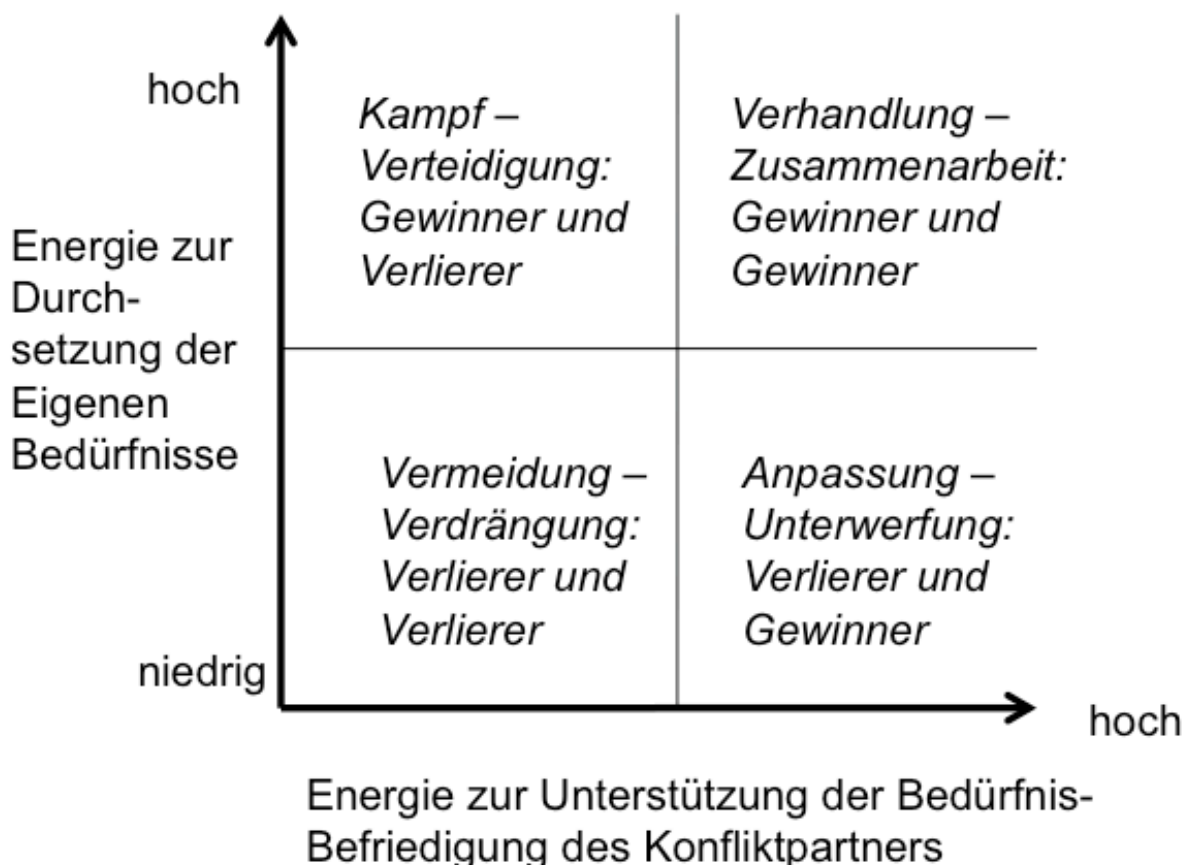 hoch
Kampf –
Verteidigung:
Gewinner und
Verlierer
Verhandlung –
Zusammenarbeit:
Gewinner und
Gewinner
Energie zur
Durch-
setzung der
Eigenen
Bedürfnisse
Vermeidung –
Verdrängung:
Verlierer und
Verlierer
Anpassung –
Unterwerfung:
Verlierer und
Gewinner
niedrig
hoch
Energie zur Unterstützung der Bedürfnis-
Befriedigung des Konfliktpartners